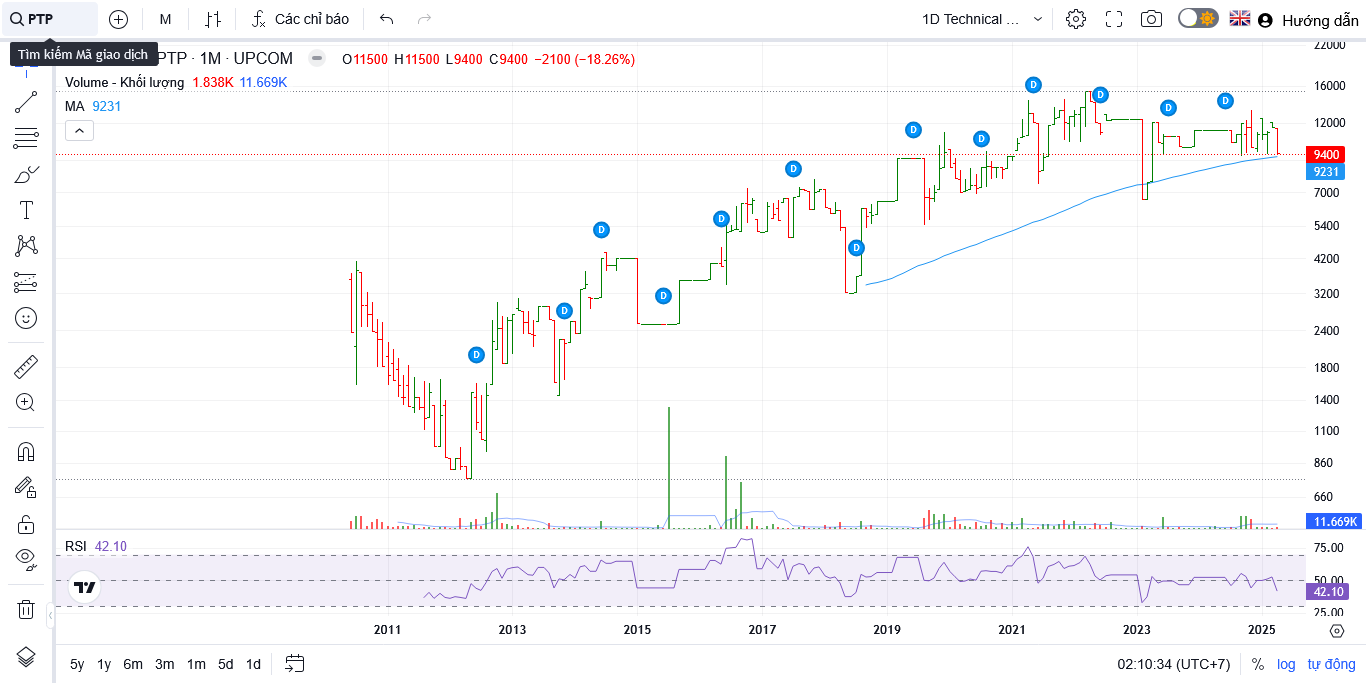 PTP M Các chỉ báo 1D Technical ... Hướng dẫn
Tìm kiếm Mã giao dịch
PTP · 1M · UPCOM O11500 H11500 L9400 C9400 −2100 (−18.26%)
Volume - Khối lượng 1.838K 11.669K
MA 9231
22000
16000
12000
9400
9231
7000
5400
4200
3200
2400
1800
1400
1100
860
660
11.669K
D D D D D D D D D D D D D
RSI 42.10
75.00
50.00
42.10
25.00
2011 2013 2015 2017 2019 2021 2023 2025
5y 1y 6m 3m 1m 5d 1d 02:10:34 (UTC+7) % log tự động